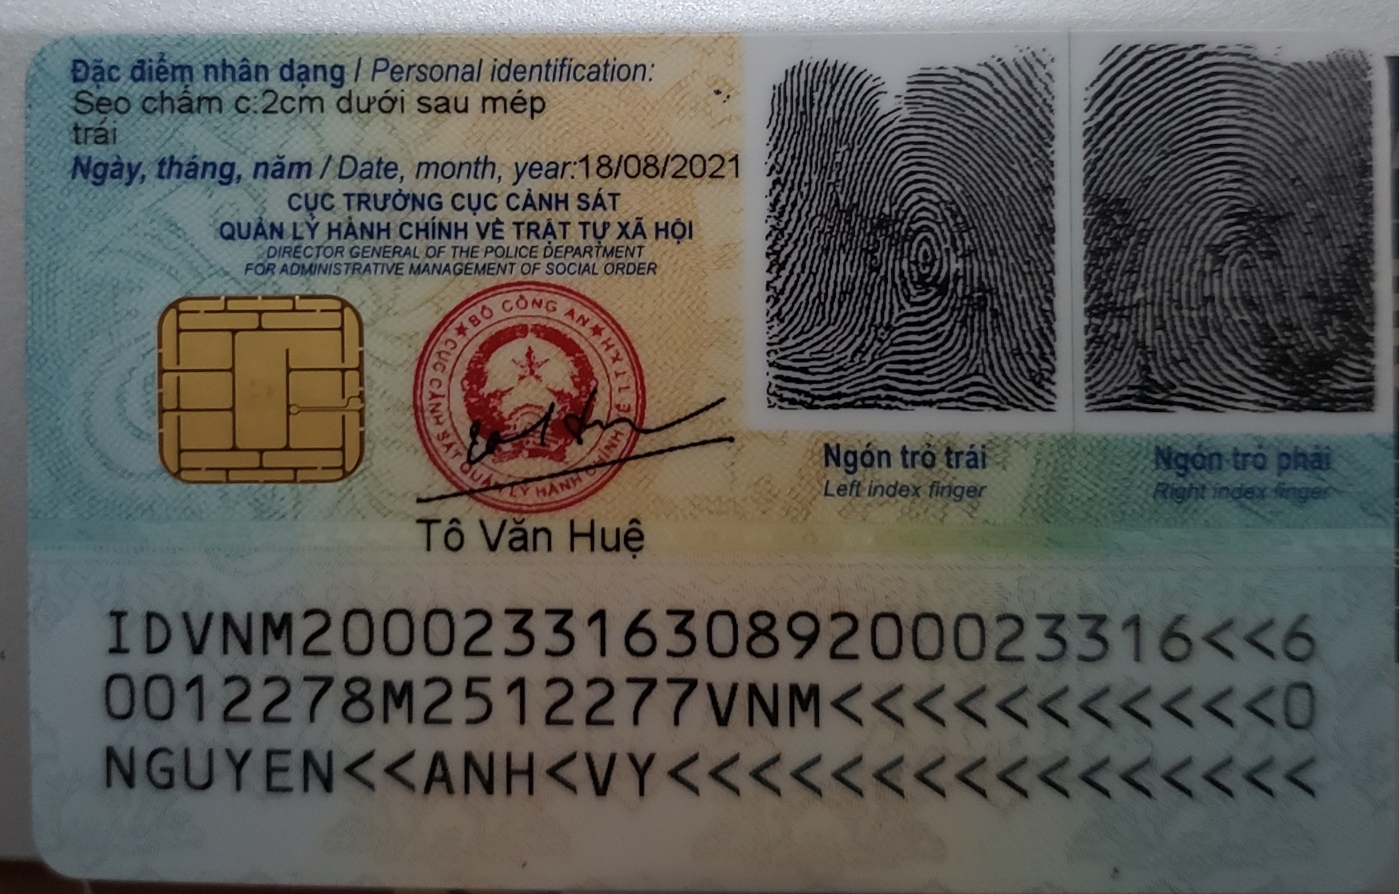 Đặc điểm nhân dạng / Personal identification:
Sẹo chấm c:2cm dưới sau mép
trái
Ngày, tháng, năm / Date, month, year:18/08/2021
CỤC TRƯỞNG CỤC CẢNH SÁT
QUẢN LÝ HÀNH CHÍNH VỀ TRẬT TỰ XÃ HỘI
DIRECTOR GENERAL OF THE POLICE DEPARTMENT
FOR ADMINISTRATIVE MANAGEMENT OF SOCIAL ORDER
BỘ CÔNG AN
CỤC CẢNH SÁT QUẢN LÝ HÀNH CHÍNH VỀ TTXH
Tô Văn Huệ
Ngón trỏ trái
Left index finger
Ngón trỏ phải
Right index finger
IDVNM2000233163089200023316<<6
0012278M2512277VNM<<<<<<<<<<<0
NGUYEN<<ANH<VY<<<<<<<<<<<<<<<<